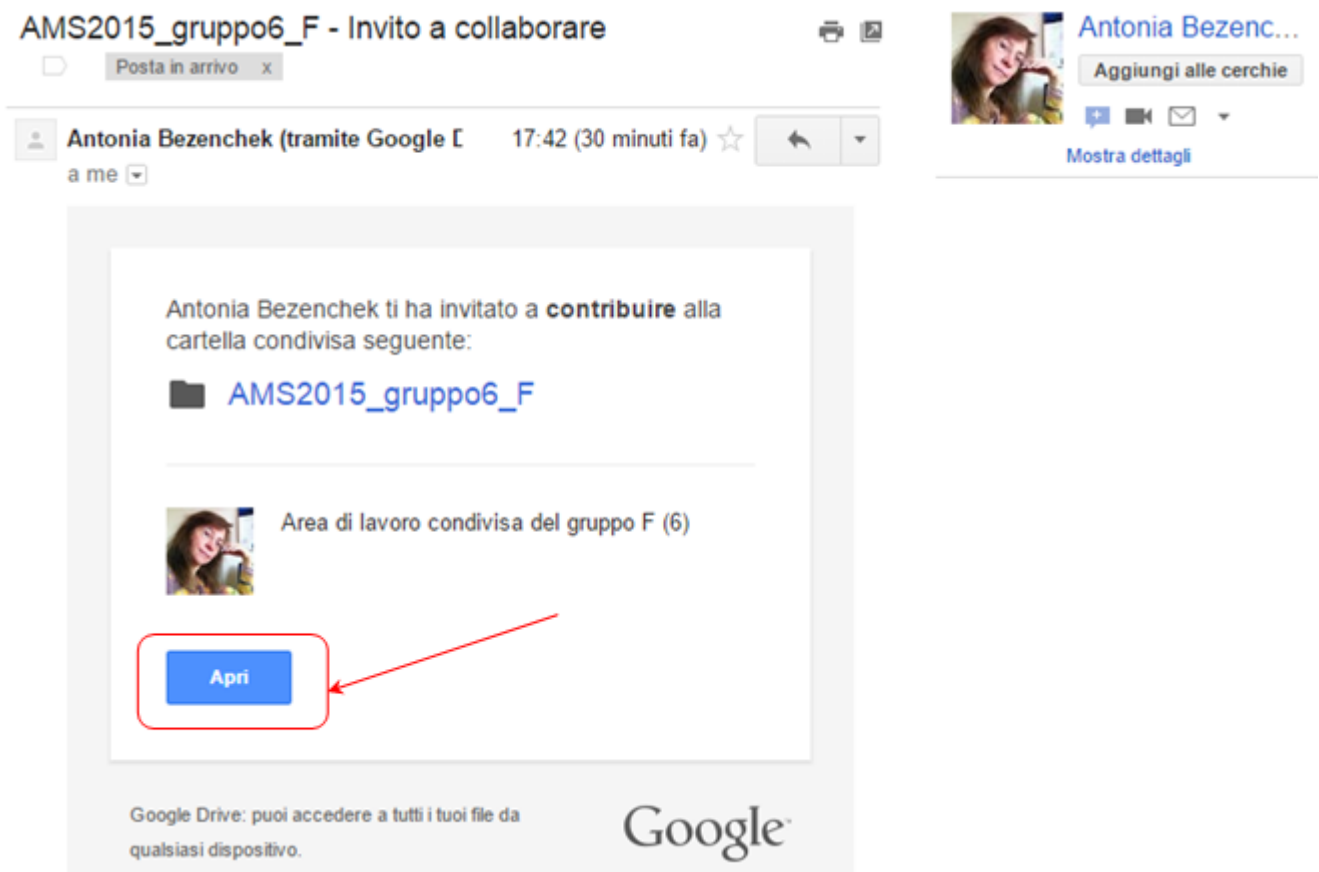 AMS2015_gruppo6_F - Invito a collaborare
Posta in arrivo x
Antonia Bezenchek (tramite Google D
17:42 (30 minuti fa)
a me
Antonia Bezenchek ti ha invitato a contribuire alla
cartella condivisa seguente:
AMS2015_gruppo6_F
Area di lavoro condivisa del gruppo F (6)
Apri
Google Drive: puoi accedere a tutti i tuoi file da
qualsiasi dispositivo.
Google
Antonia Bezenc...
Aggiungi alle cerchie
Mostra dettagli